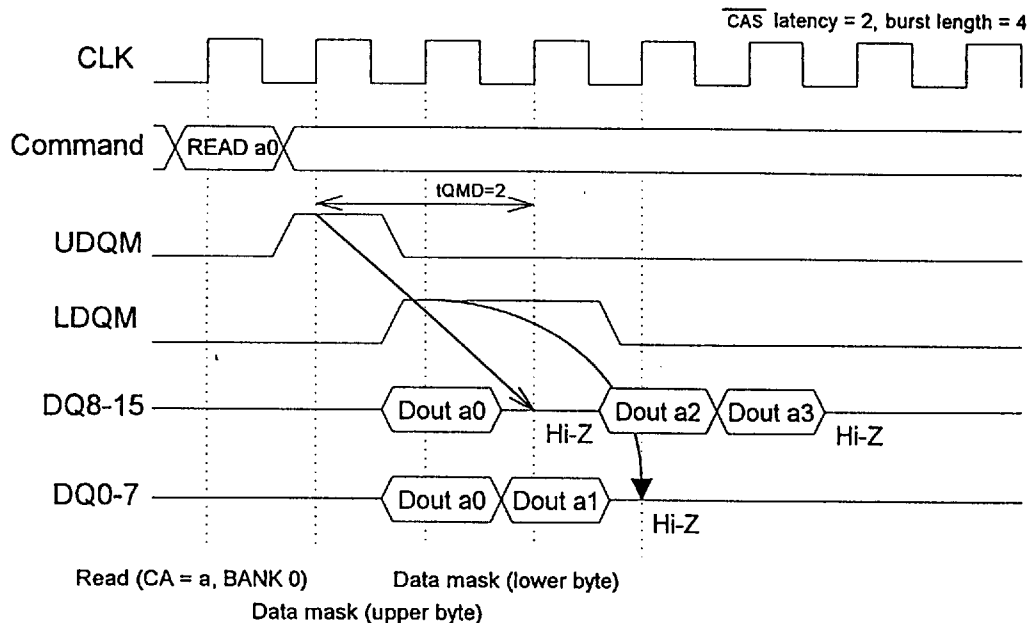 CAS latency = 2, burst length = 4
CLK
Command READ a0
tQMD=2
UDQM
LDQM
DQ8-15 Dout a0 Dout a2 Dout a3
Hi-Z Hi-Z
DQ0-7 Dout a0 Dout a1
Hi-Z
Read (CA = a, BANK 0) Data mask (lower byte)
Data mask (upper byte)